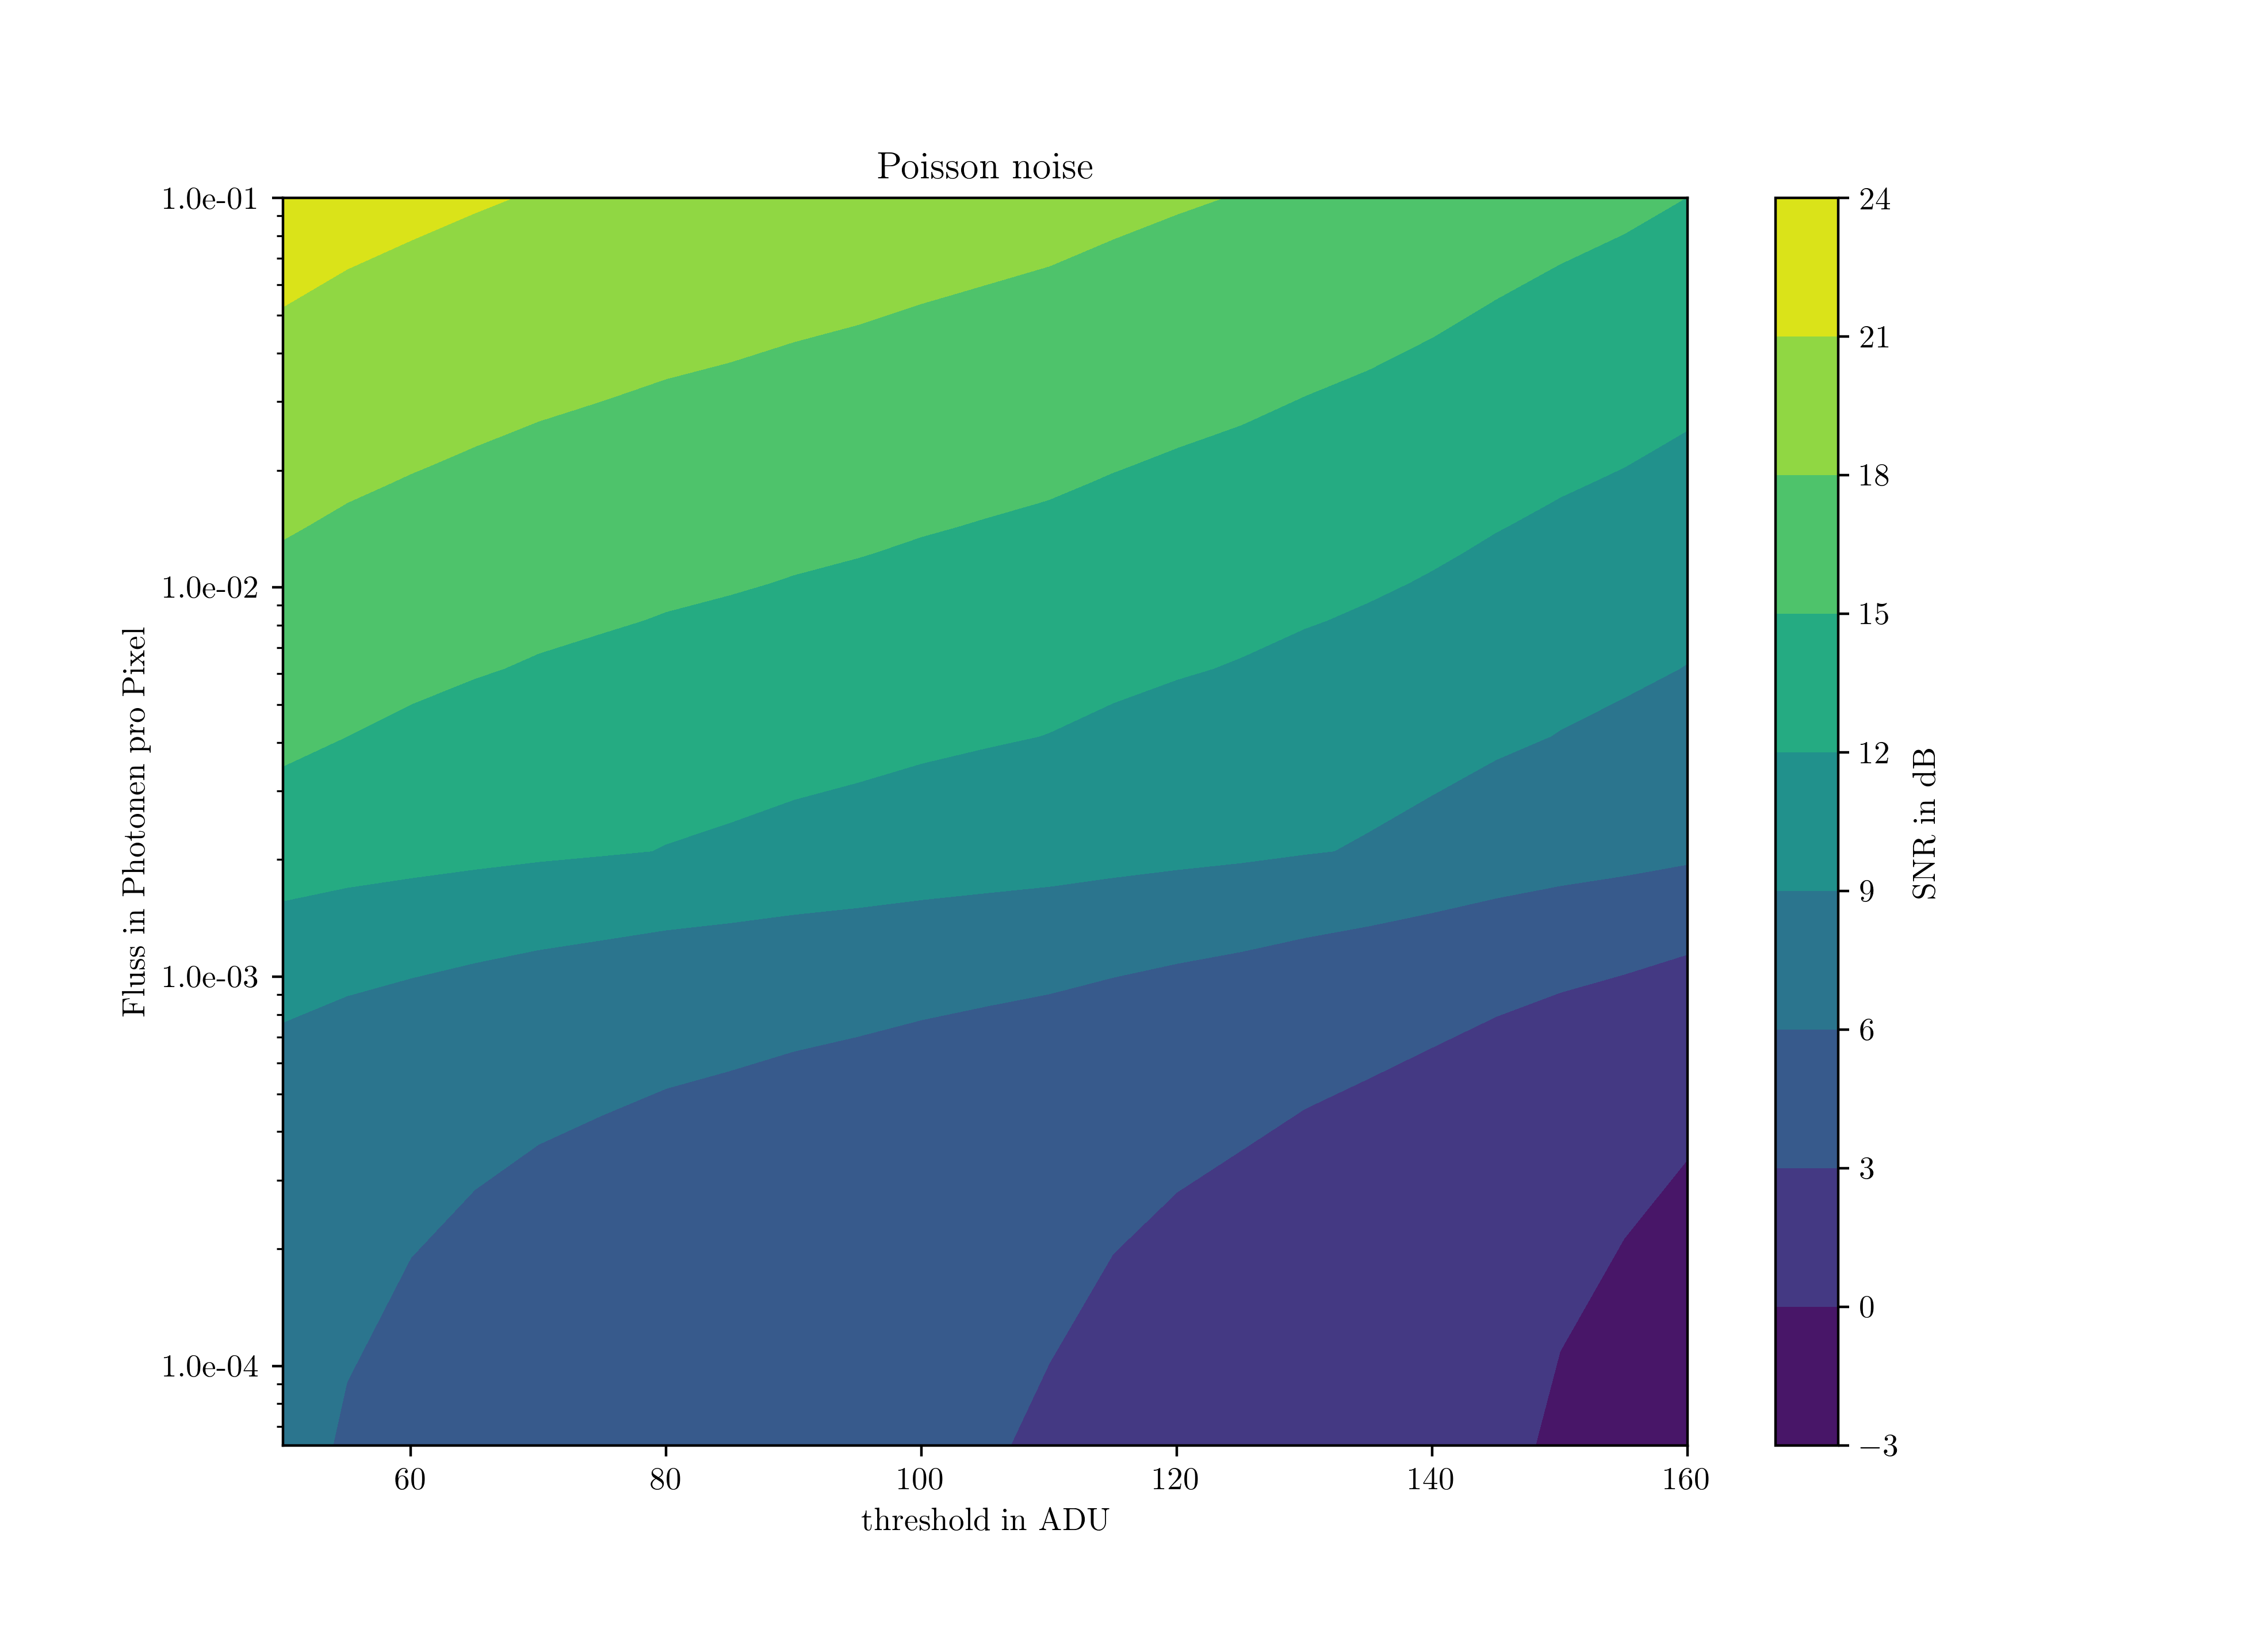 Poisson noise
1.0e-01
1.0e-02
1.0e-03
1.0e-04
Fluss in Photonen pro Pixel
60 80 100 120 140 160
threshold in ADU
24
21
18
15
12
9
6
3
0
−3
SNR in dB